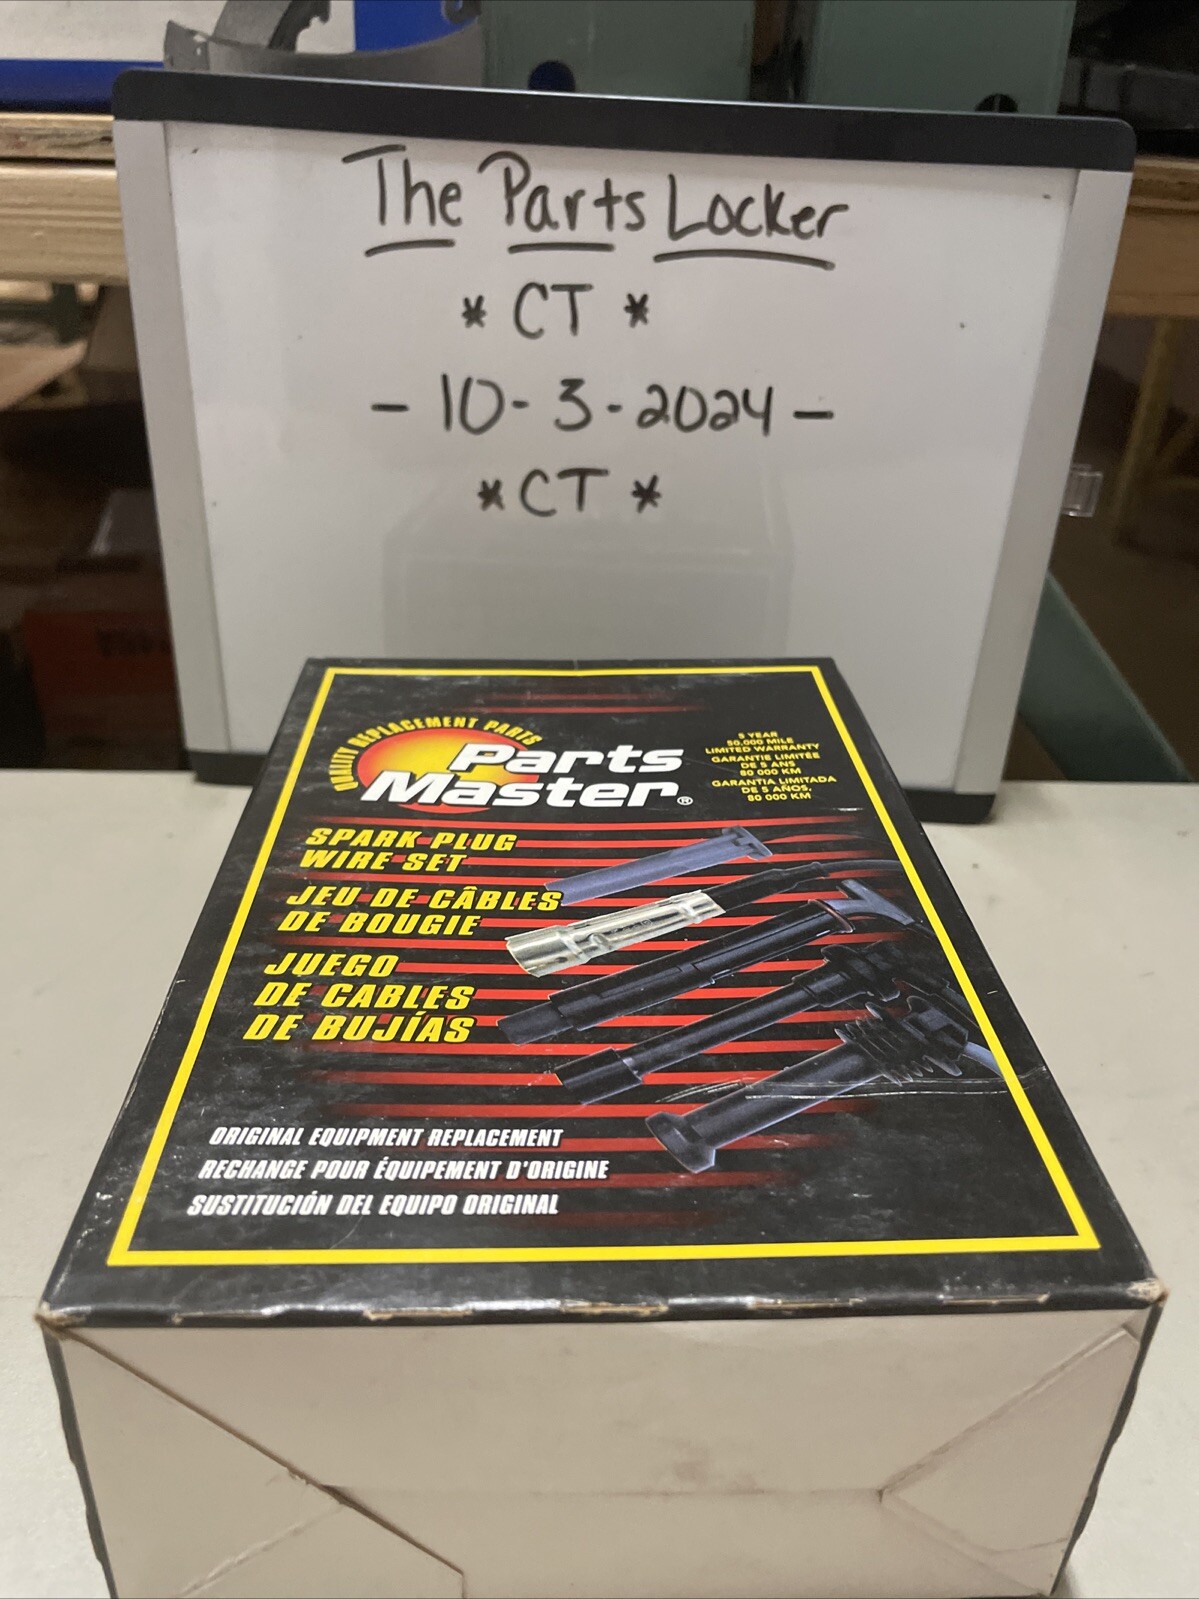 The Parts Locker
* CT *
- 10-3-2024 -
* CT *
QUALITY REPLACEMENT PARTS
Parts
Master®
5 YEAR
50,000 MILE
LIMITED WARRANTY
GARANTIE LIMITÉE
DE 5 ANS
80 000 KM
GARANTIA LIMITADA
DE 5 AÑOS,
80 000 KM
SPARK PLUG
WIRE SET
JEU DE CÂBLES
DE BOUGIE
JUEGO
DE CABLES
DE BUJÍAS
ORIGINAL EQUIPMENT REPLACEMENT
RECHANGE POUR ÉQUIPEMENT D'ORIGINE
SUSTITUCIÓN DEL EQUIPO ORIGINAL